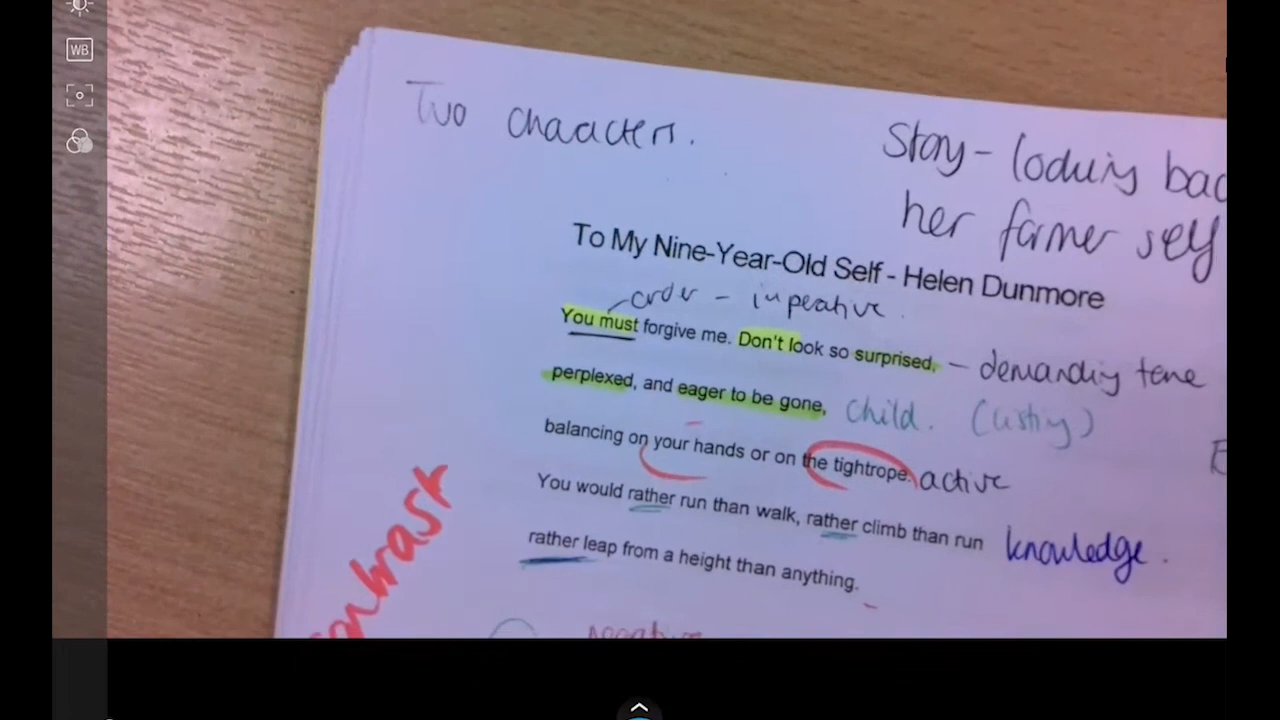 WB
Two characters.
Story - looking bac
her former self
To My Nine-Year-Old Self - Helen Dunmore
order - imperative.
You must forgive me. Don't look so surprised, - demanding tone
perplexed, and eager to be gone, child. (listing)
balancing on your hands or on the tightrope. active
You would rather run than walk, rather climb than run knowledge.
rather leap from a height than anything.
contrast
negative